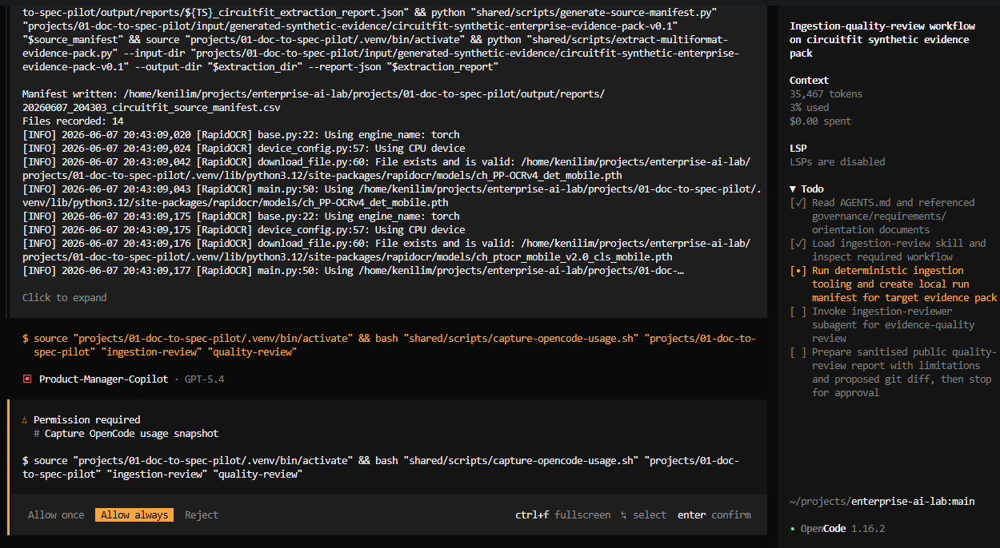 to-spec-pilot/output/reports/${TS}_circuitfit_extraction_report.json" && python "shared/scripts/generate-source-manifest.py"
"projects/01-doc-to-spec-pilot/input/generated-synthetic-evidence/circuitfit-synthetic-enterprise-evidence-pack-v0.1"
"$source_manifest" && source "projects/01-doc-to-spec-pilot/.venv/bin/activate" && python "shared/scripts/extract-multiformat-
evidence-pack.py" --input-dir "projects/01-doc-to-spec-pilot/input/generated-synthetic-evidence/circuitfit-synthetic-enterprise-
evidence-pack-v0.1" --output-dir "$extraction_dir" --report-json "$extraction_report"
Manifest written: /home/kenilim/projects/enterprise-ai-lab/projects/01-doc-to-spec-pilot/output/reports/
20260607_204303_circuitfit_source_manifest.csv
Files recorded: 14
[INFO] 2026-06-07 20:43:09,020 [RapidOCR] base.py:22: Using engine_name: torch
[INFO] 2026-06-07 20:43:09,024 [RapidOCR] device_config.py:57: Using CPU device
[INFO] 2026-06-07 20:43:09,042 [RapidOCR] download_file.py:60: File exists and is valid: /home/kenilim/projects/enterprise-ai-lab/
projects/01-doc-to-spec-pilot/.venv/lib/python3.12/site-packages/rapidocr/models/ch_PP-OCRv4_det_mobile.pth
[INFO] 2026-06-07 20:43:09,043 [RapidOCR] main.py:50: Using /home/kenilim/projects/enterprise-ai-lab/projects/01-doc-to-spec-pilot/.
venv/lib/python3.12/site-packages/rapidocr/models/ch_PP-OCRv4_det_mobile.pth
[INFO] 2026-06-07 20:43:09,175 [RapidOCR] base.py:22: Using engine_name: torch
[INFO] 2026-06-07 20:43:09,175 [RapidOCR] device_config.py:57: Using CPU device
[INFO] 2026-06-07 20:43:09,176 [RapidOCR] download_file.py:60: File exists and is valid: /home/kenilim/projects/enterprise-ai-lab/
projects/01-doc-to-spec-pilot/.venv/lib/python3.12/site-packages/rapidocr/models/ch_ptocr_mobile_v2.0_cls_mobile.pth
[INFO] 2026-06-07 20:43:09,177 [RapidOCR] main.py:50: Using /home/kenilim/projects/enterprise-ai-lab/projects/01-doc-…
Click to expand
$ source "projects/01-doc-to-spec-pilot/.venv/bin/activate" && bash "shared/scripts/capture-opencode-usage.sh" "projects/01-doc-to-
spec-pilot" "ingestion-review" "quality-review"
▣ Product-Manager-Copilot · GPT-5.4
△ Permission required
# Capture OpenCode usage snapshot
$ source "projects/01-doc-to-spec-pilot/.venv/bin/activate" && bash "shared/scripts/capture-opencode-usage.sh" "projects/01-doc-
to-spec-pilot" "ingestion-review" "quality-review"
Allow once Allow always Reject ctrl+f fullscreen ⇆ select enter confirm
Ingestion-quality-review workflow
on circuitfit synthetic evidence
pack
Context
35,467 tokens
3% used
$0.00 spent
LSP
LSPs are disabled
▼ Todo
[✓] Read AGENTS.md and referenced
governance/requirements/
orientation documents
[✓] Load ingestion-review skill and
inspect required workflow
[•] Run deterministic ingestion
tooling and create local run
manifest for target evidence pack
[ ] Invoke ingestion-reviewer
subagent for evidence-quality
review
[ ] Prepare sanitised public quality-
review report with limitations
and proposed git diff, then stop
for approval
~/projects/enterprise-ai-lab:main
• OpenCode 1.16.2